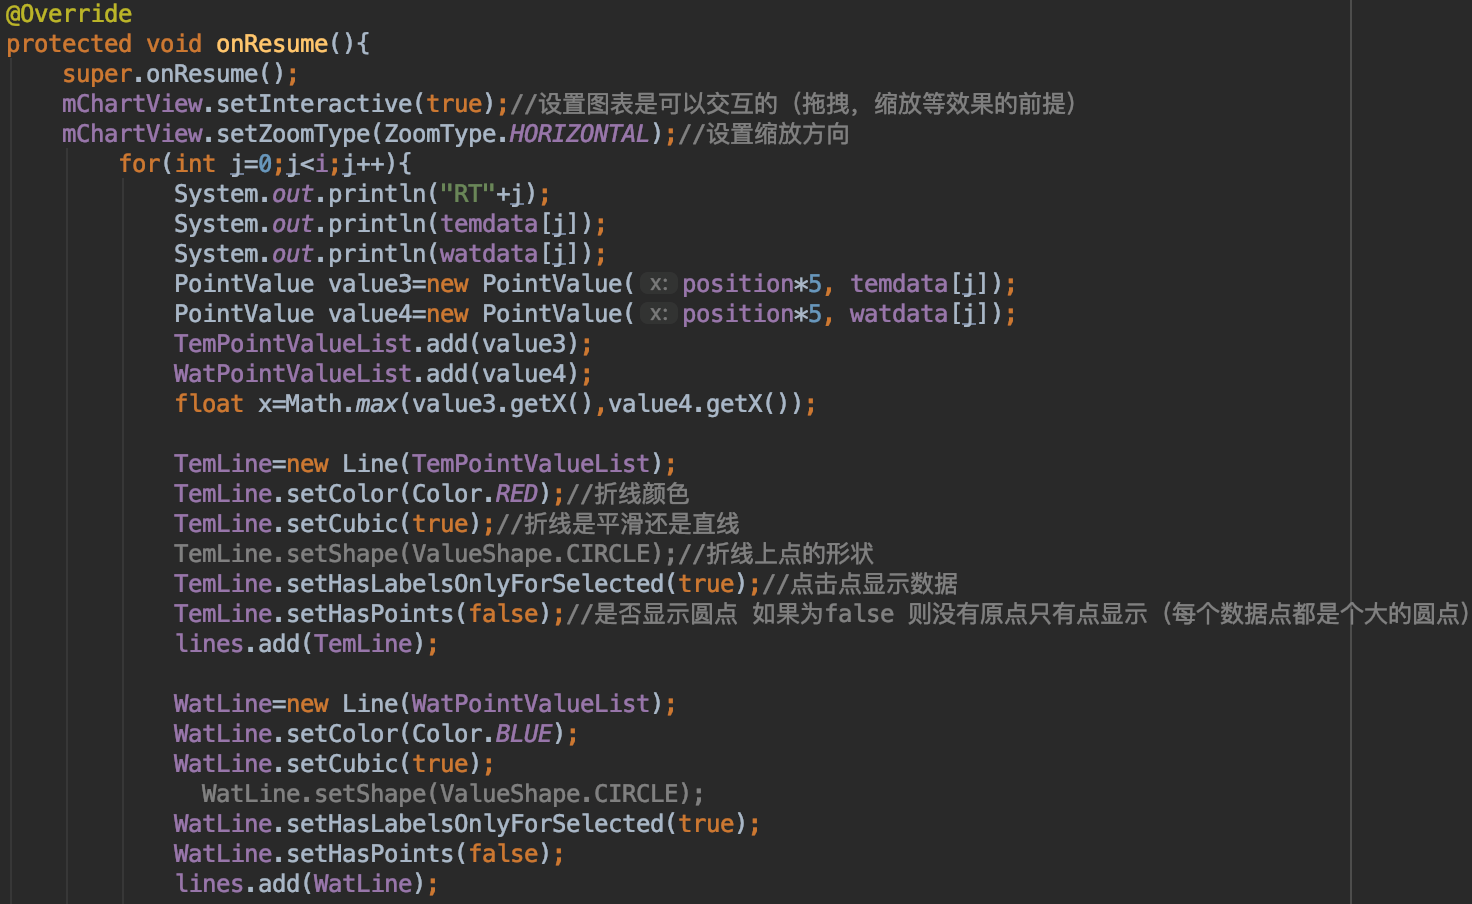 @Override
protected void onResume(){
super.onResume();
mChartView.setInteractive(true);//设置图表是可以交互的（拖拽，缩放等效果的前提）
mChartView.setZoomType(ZoomType.HORIZONTAL);//设置缩放方向
for(int j=0;j<i;j++){
System.out.println("RT"+j);
System.out.println(temdata[j]);
System.out.println(watdata[j]);
PointValue value3=new PointValue( x: position*5, temdata[j]);
PointValue value4=new PointValue( x: position*5, watdata[j]);
TemPointValueList.add(value3);
WatPointValueList.add(value4);
float x=Math.max(value3.getX(),value4.getX());
TemLine=new Line(TemPointValueList);
TemLine.setColor(Color.RED);//折线颜色
TemLine.setCubic(true);//折线是平滑还是直线
TemLine.setShape(ValueShape.CIRCLE);//折线上点的形状
TemLine.setHasLabelsOnlyForSelected(true);//点击点显示数据
TemLine.setHasPoints(false);//是否显示圆点 如果为false 则没有原点只有点显示（每个数据点都是个大的圆点）
lines.add(TemLine);
WatLine=new Line(WatPointValueList);
WatLine.setColor(Color.BLUE);
WatLine.setCubic(true);
WatLine.setShape(ValueShape.CIRCLE);
WatLine.setHasLabelsOnlyForSelected(true);
WatLine.setHasPoints(false);
lines.add(WatLine);